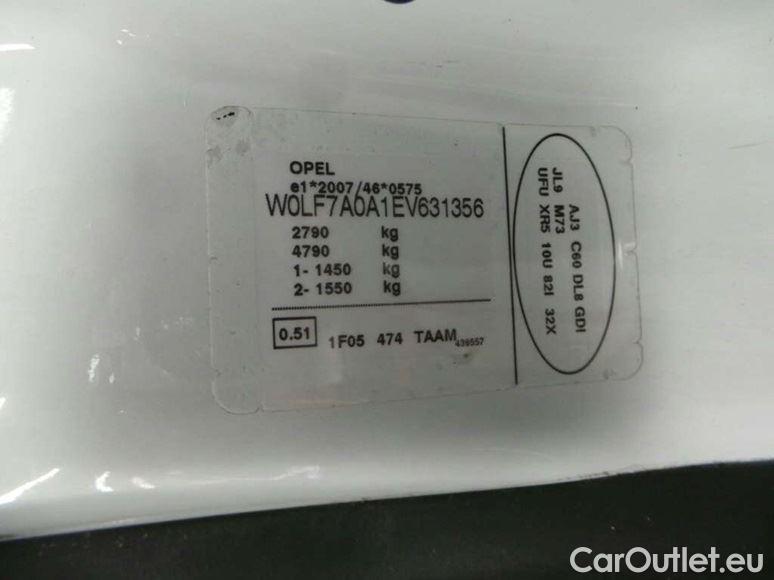 OPEL
e1*2007/46*0575
W0LF7A0A1EV631356
2790 kg
4790 kg
1- 1450 kg
2- 1550 kg
0.51 1F05 474 TAAM 439557
AJ3 C60 DL8 GDI
JL9 M73
UFU XR5 10U 82I 32X
CarOutlet.eu